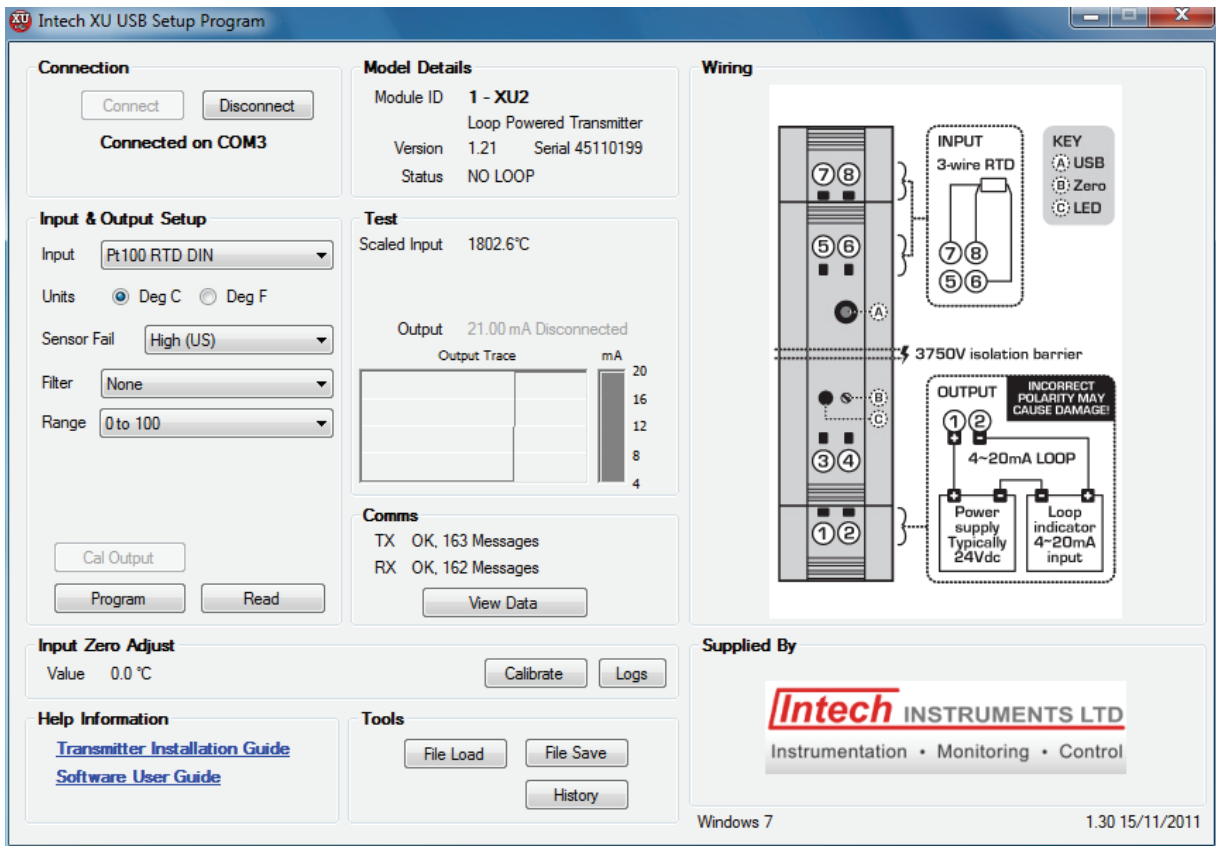 Intech XU USB Setup Program
Connection
Connect
Disconnect
Connected on COM3
Model Details
Module ID 1 - XU2
Loop Powered Transmitter
Version 1.21 Serial 45110199
Status NO LOOP
Input & Output Setup
Input Pt100 RTD DIN
Units Deg C Deg F
Sensor Fail High (US)
Filter None
Range 0 to 100
Cal Output
Program
Read
Test
Scaled Input 1802.6°C
Output 21.00 mA Disconnected
Output Trace mA
20
16
12
8
4
Comms
TX OK, 163 Messages
RX OK, 162 Messages
View Data
Wiring
7 8
5 6
A
3750V isolation barrier
B
C
3 4
1 2
INPUT
3-wire RTD
7 8
5 6
KEY
A USB
B Zero
C LED
OUTPUT
INCORRECT
POLARITY MAY
CAUSE DAMAGE!
1 2
+ -
4~20mA LOOP
+ - - +
Power
supply
Typically
24Vdc
Loop
indicator
4~20mA
input
Input Zero Adjust
Value 0.0 °C
Calibrate
Logs
Help Information
Transmitter Installation Guide
Software User Guide
Tools
File Load
File Save
History
Supplied By
Intech INSTRUMENTS LTD
Instrumentation • Monitoring • Control
Windows 7
1.30 15/11/2011